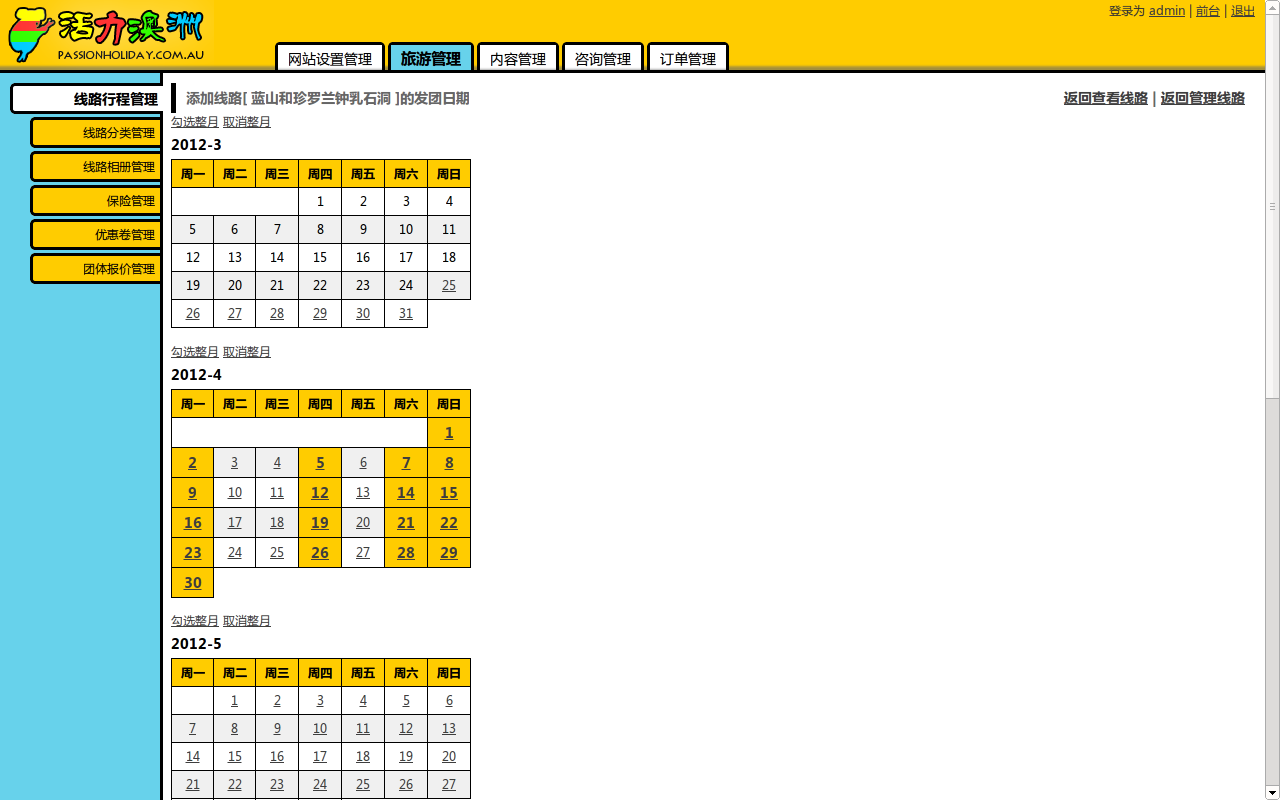 登录为 admin | 前台 | 退出
活力澳洲
PASSIONHOLIDAY.COM.AU
网站设置管理 旅游管理 内容管理 咨询管理 订单管理
线路行程管理
线路分类管理
线路相册管理
保险管理
优惠卷管理
团体报价管理
添加线路[ 蓝山和珍罗兰钟乳石洞 ]的发团日期
返回查看线路 | 返回管理线路
勾选整月 取消整月
2012-3
周一 周二 周三 周四 周五 周六 周日
1 2 3 4
5 6 7 8 9 10 11
12 13 14 15 16 17 18
19 20 21 22 23 24 25
26 27 28 29 30 31
勾选整月 取消整月
2012-4
周一 周二 周三 周四 周五 周六 周日
1
2 3 4 5 6 7 8
9 10 11 12 13 14 15
16 17 18 19 20 21 22
23 24 25 26 27 28 29
30
勾选整月 取消整月
2012-5
周一 周二 周三 周四 周五 周六 周日
1 2 3 4 5 6
7 8 9 10 11 12 13
14 15 16 17 18 19 20
21 22 23 24 25 26 27